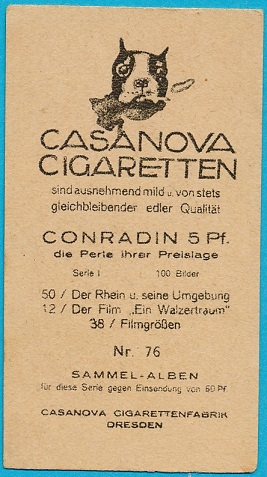 CASANOVA
CIGARETTEN
sind ausnehmend mild u. von stets
gleichbleibender edler Qualität
CONRADIN 5 Pf.
die Perle ihrer Preislage
Serie I 100 Bilder
50 / Der Rhein u. seine Umgebung
12 / Der Film „Ein Walzertraum"
38 / Filmgrößen
Nr. 76
SAMMEL-ALBEN
für diese Serie gegen Einsendung von 60 Pf.
CASANOVA CIGARETTENFABRIK
DRESDEN